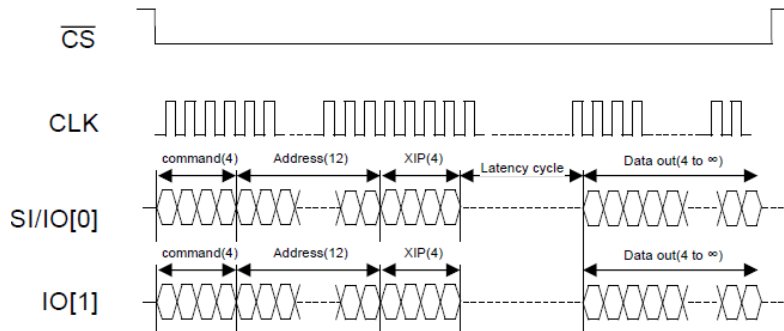 CS
CLK
command(4) Address(12) XIP(4) Latency cycle Data out(4 to ∞)
SI/IO[0]
command(4) Address(12) XIP(4) Data out(4 to ∞)
IO[1]